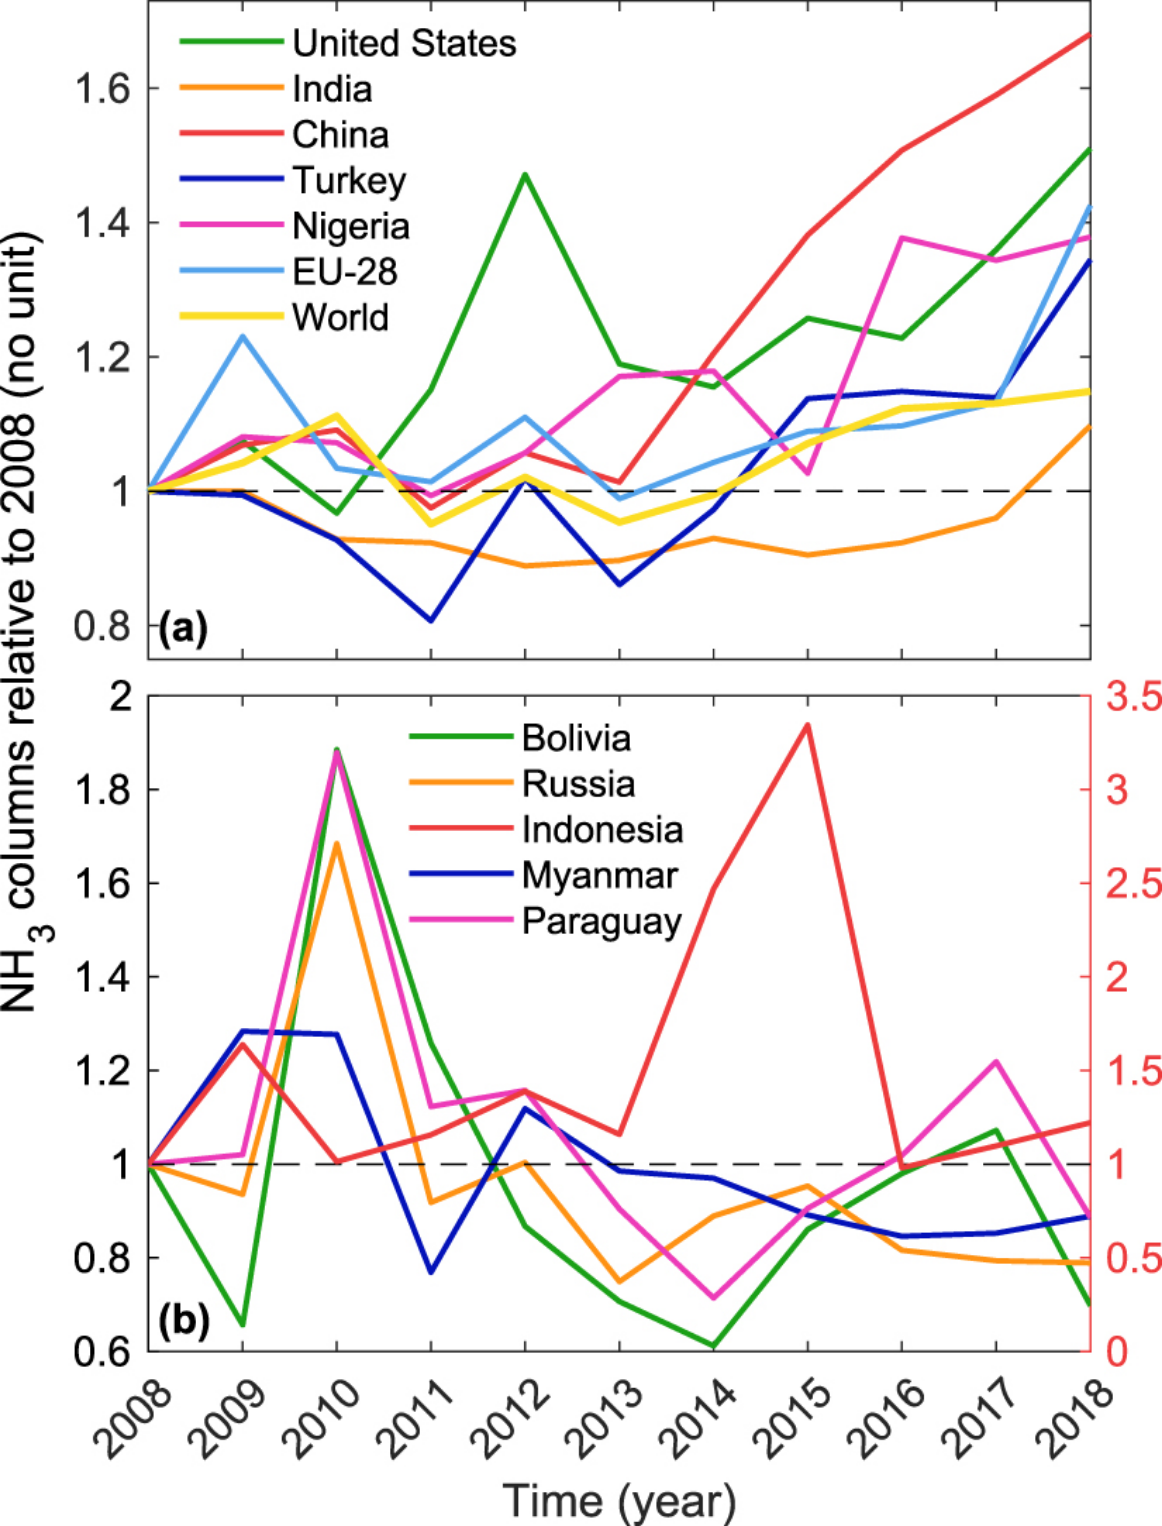 NH3 columns relative to 2008 (no unit)
United States
India
China
Turkey
Nigeria
EU-28
World
1.6
1.4
1.2
1
0.8
(a)
Bolivia
Russia
Indonesia
Myanmar
Paraguay
2
1.8
1.6
1.4
1.2
1
0.8
0.6
3.5
3
2.5
2
1.5
1
0.5
0
(b)
2008 2009 2010 2011 2012 2013 2014 2015 2016 2017 2018
Time (year)